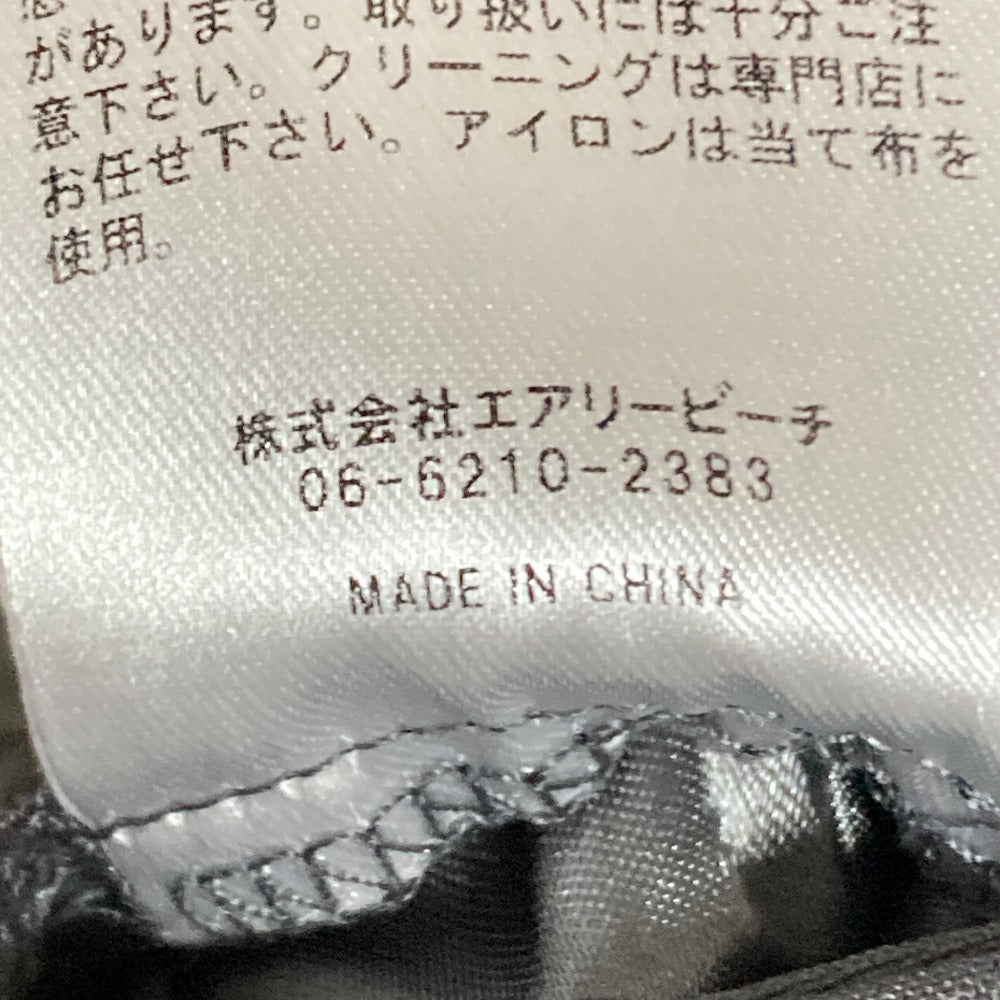 があります。取り扱いには十分ご注
意下さい。クリーニングは専門店に
お任せ下さい。アイロンは当て布を
使用。
株式会社エアリービーチ
06-6210-2383
MADE IN CHINA